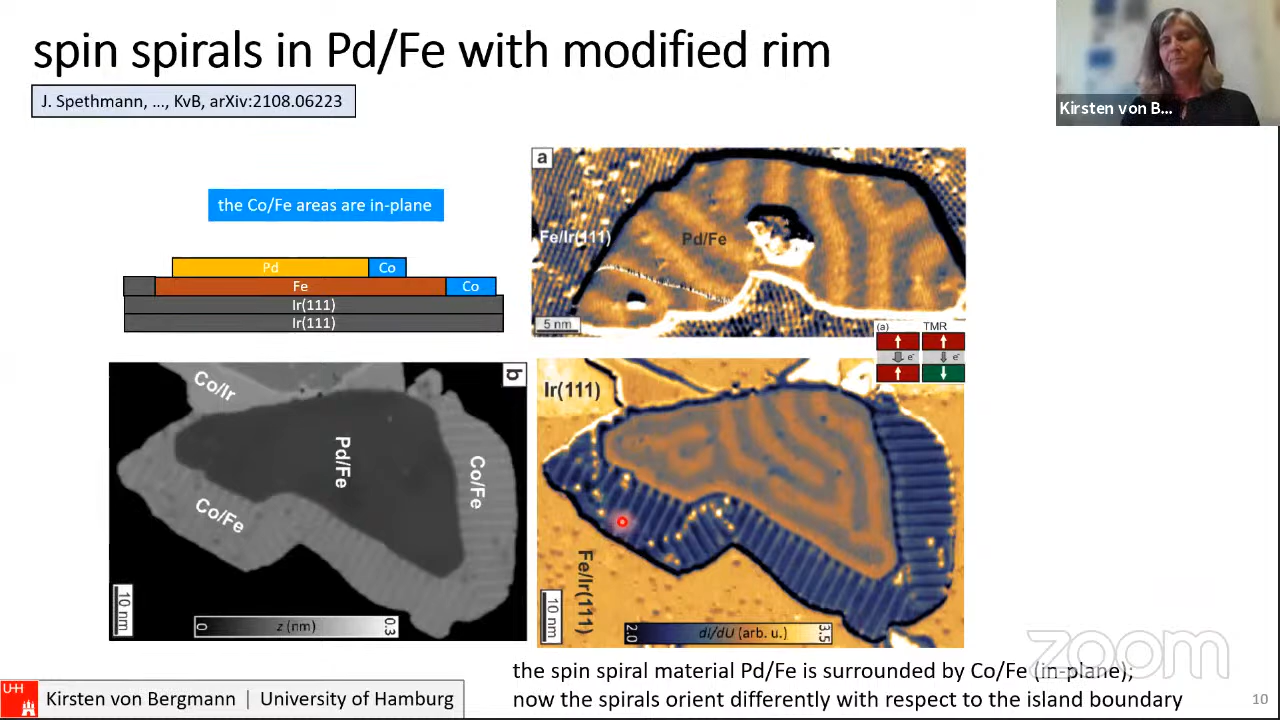 spin spirals in Pd/Fe with modified rim
J. Spethmann, ..., KvB, arXiv:2108.06223
Kirsten von B...
the Co/Fe areas are in-plane
Pd
Co
Fe
Co
Ir(111)
Ir(111)
a
Fe/Ir(111)
Pd/Fe
5 nm
(a)
TMR
e⁻
e⁻
b
Co/Ir
Pd/Fe
Co/Fe
Co/Fe
10 nm
0
z (nm)
0.3
Ir(111)
Fe/Ir(111)
10 nm
2.0
dI/dU (arb. u.)
3.5
zoom
the spin spiral material Pd/Fe is surrounded by Co/Fe (in-plane);
now the spirals orient differently with respect to the island boundary
UHH
Kirsten von Bergmann | University of Hamburg
10